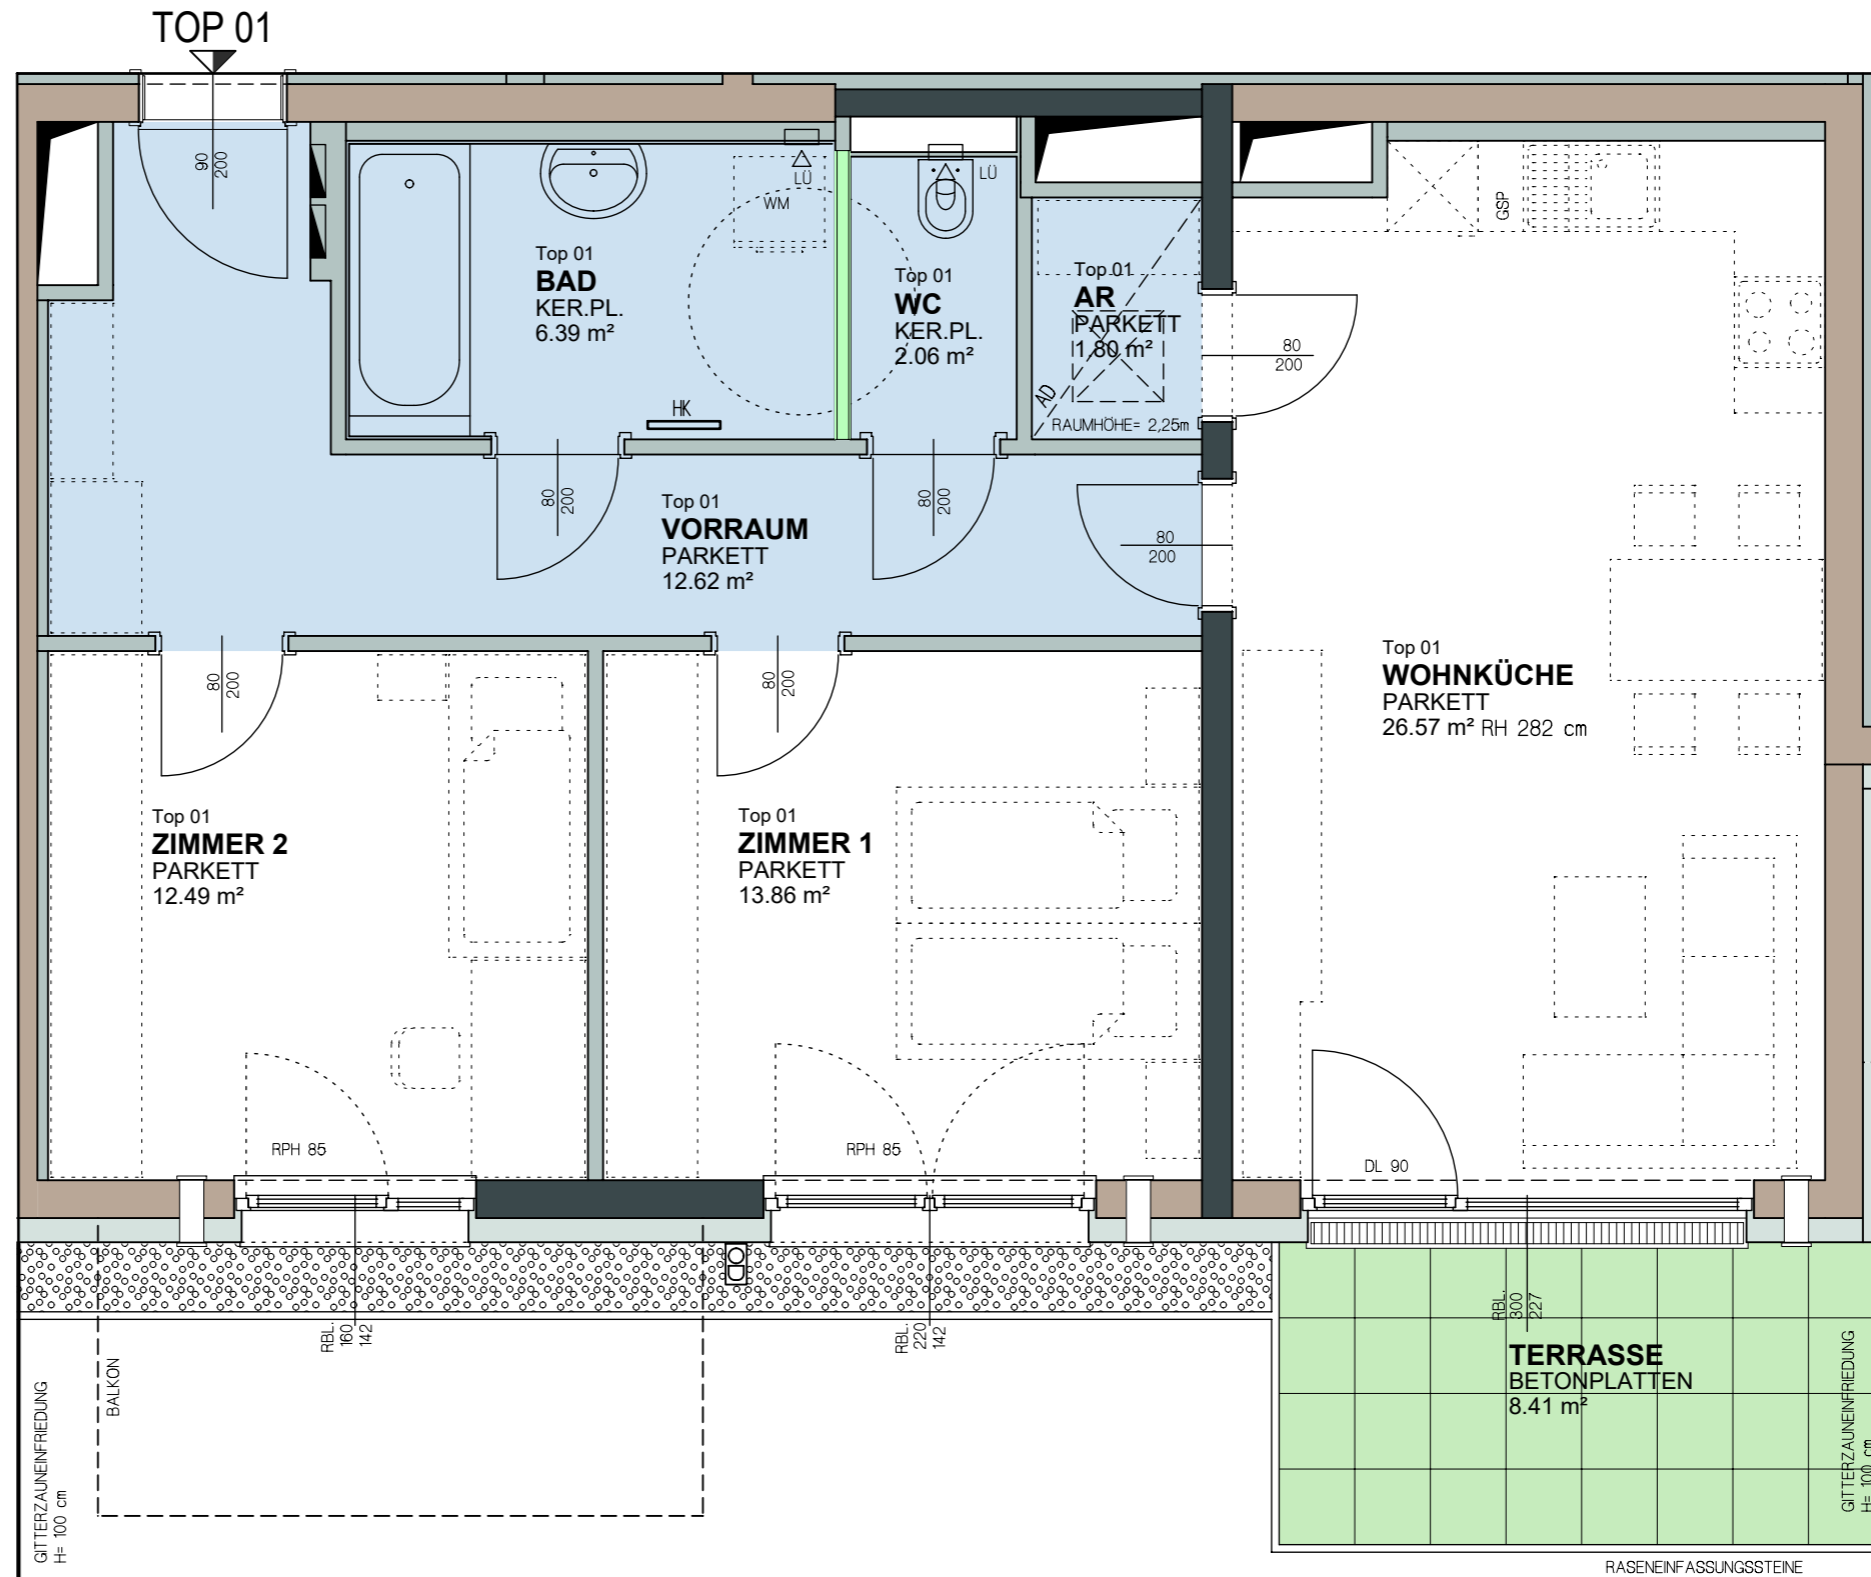 TOP 01
90
200
LÜ
WM
Top 01
BAD
KER.PL.
6.39 m²
HK
LÜ
Top 01
WC
KER.PL.
2.06 m²
Top 01
AR
PARKETT
1.80 m²
AD
RAUMHÖHE= 2,25m
GSP
80
200
80
200
80
200
80
200
Top 01
VORRAUM
PARKETT
12.62 m²
80
200
80
200
Top 01
WOHNKÜCHE
PARKETT
26.57 m² RH 282 cm
Top 01
ZIMMER 2
PARKETT
12.49 m²
Top 01
ZIMMER 1
PARKETT
13.86 m²
RPH 85
RPH 85
DL 90
RBL.
160
142
RBL.
220
142
RBL.
300
227
TERRASSE
BETONPLATTEN
8.41 m²
BALKON
GITTERZAUNEINFRIEDUNG
H= 100 cm
GITTERZAUNEINFRIEDUNG
H= 100 cm
RASENEINFASSUNGSSTEINE